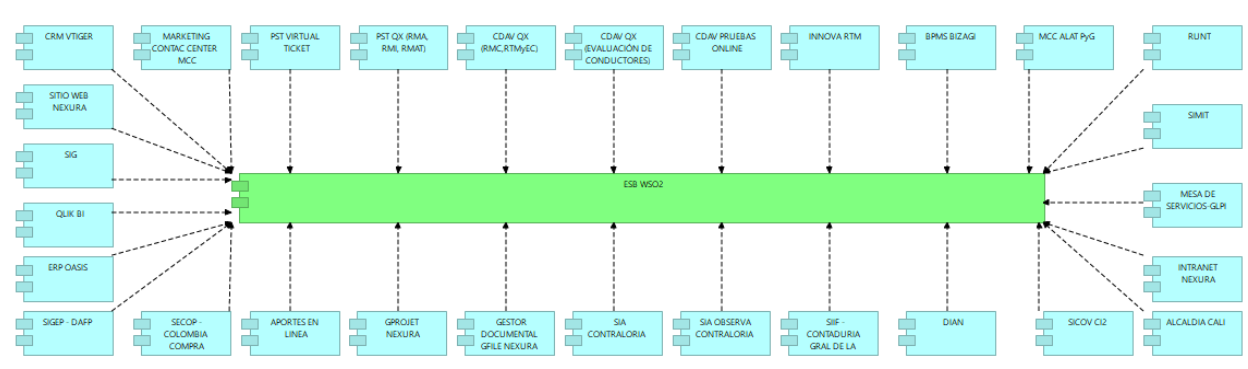 CRM VTIGER
MARKETING
CONTAC CENTER
MCC
PST VIRTUAL
TICKET
PST QX (RMA,
RMI, RMAT)
CDAV QX
(RMC,RTMyEC)
CDAV QX
(EVALUACIÓN DE
CONDUCTORES)
CDAV PRUEBAS
ONLINE
INNOVA RTM
BPMS BIZAGI
MCC ALAT PyG
RUNT
SITIO WEB
NEXURA
SIMIT
SIG
ESB WSO2
MESA DE
SERVICIOS-GLPI
QLIK BI
ERP OASIS
INTRANET
NEXURA
SIGEP - DAFP
SECOP -
COLOMBIA
COMPRA
APORTES EN
LINEA
GPROJET
NEXURA
GESTOR
DOCUMENTAL
GFILE NEXURA
SIA
CONTRALORIA
SIA OBSERVA
CONTRALORIA
SIIF -
CONTADURIA
GRAL DE LA
DIAN
SICOV CI2
ALCALDIA CALI